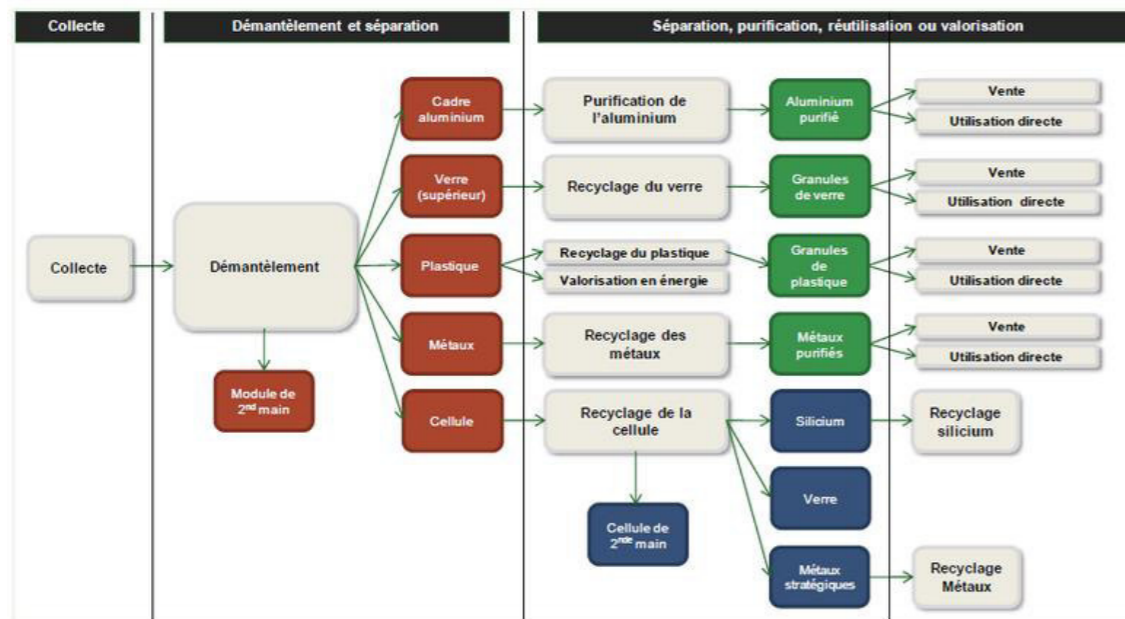 Collecte
Démantèlement et séparation
Séparation, purification, réutilisation ou valorisation
Cadre
aluminium
Purification de
l'aluminium
Aluminium
purifié
Vente
Utilisation directe
Verre
(supérieur)
Recyclage du verre
Granules
de verre
Vente
Utilisation directe
Collecte
Démantèlement
Plastique
Recyclage du plastique
Valorisation en énergie
Granules
de
plastique
Vente
Utilisation directe
Métaux
Recyclage des
métaux
Métaux
purifiés
Vente
Utilisation directe
Module de
2nd main
Cellule
Recyclage de la
cellule
Silicium
Recyclage
silicium
Cellule de
2nde main
Verre
Métaux
stratégiques
Recyclage
Métaux